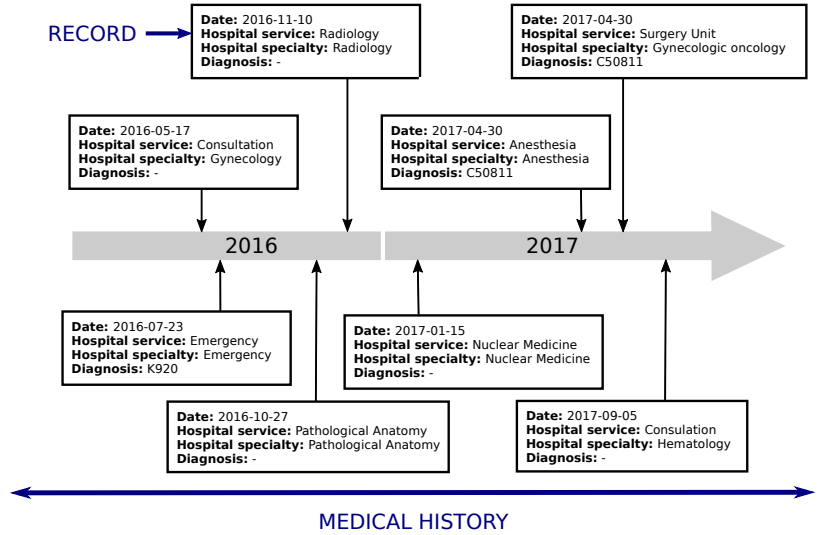 RECORD
Date: 2016-11-10
Hospital service: Radiology
Hospital specialty: Radiology
Diagnosis: -
Date: 2017-04-30
Hospital service: Surgery Unit
Hospital specialty: Gynecologic oncology
Diagnosis: C50811
Date: 2016-05-17
Hospital service: Consultation
Hospital specialty: Gynecology
Diagnosis: -
Date: 2017-04-30
Hospital service: Anesthesia
Hospital specialty: Anesthesia
Diagnosis: C50811
2016
2017
Date: 2016-07-23
Hospital service: Emergency
Hospital specialty: Emergency
Diagnosis: K920
Date: 2017-01-15
Hospital service: Nuclear Medicine
Hospital specialty: Nuclear Medicine
Diagnosis: -
Date: 2016-10-27
Hospital service: Pathological Anatomy
Hospital specialty: Pathological Anatomy
Diagnosis: -
Date: 2017-09-05
Hospital service: Consulation
Hospital specialty: Hematology
Diagnosis: -
MEDICAL HISTORY